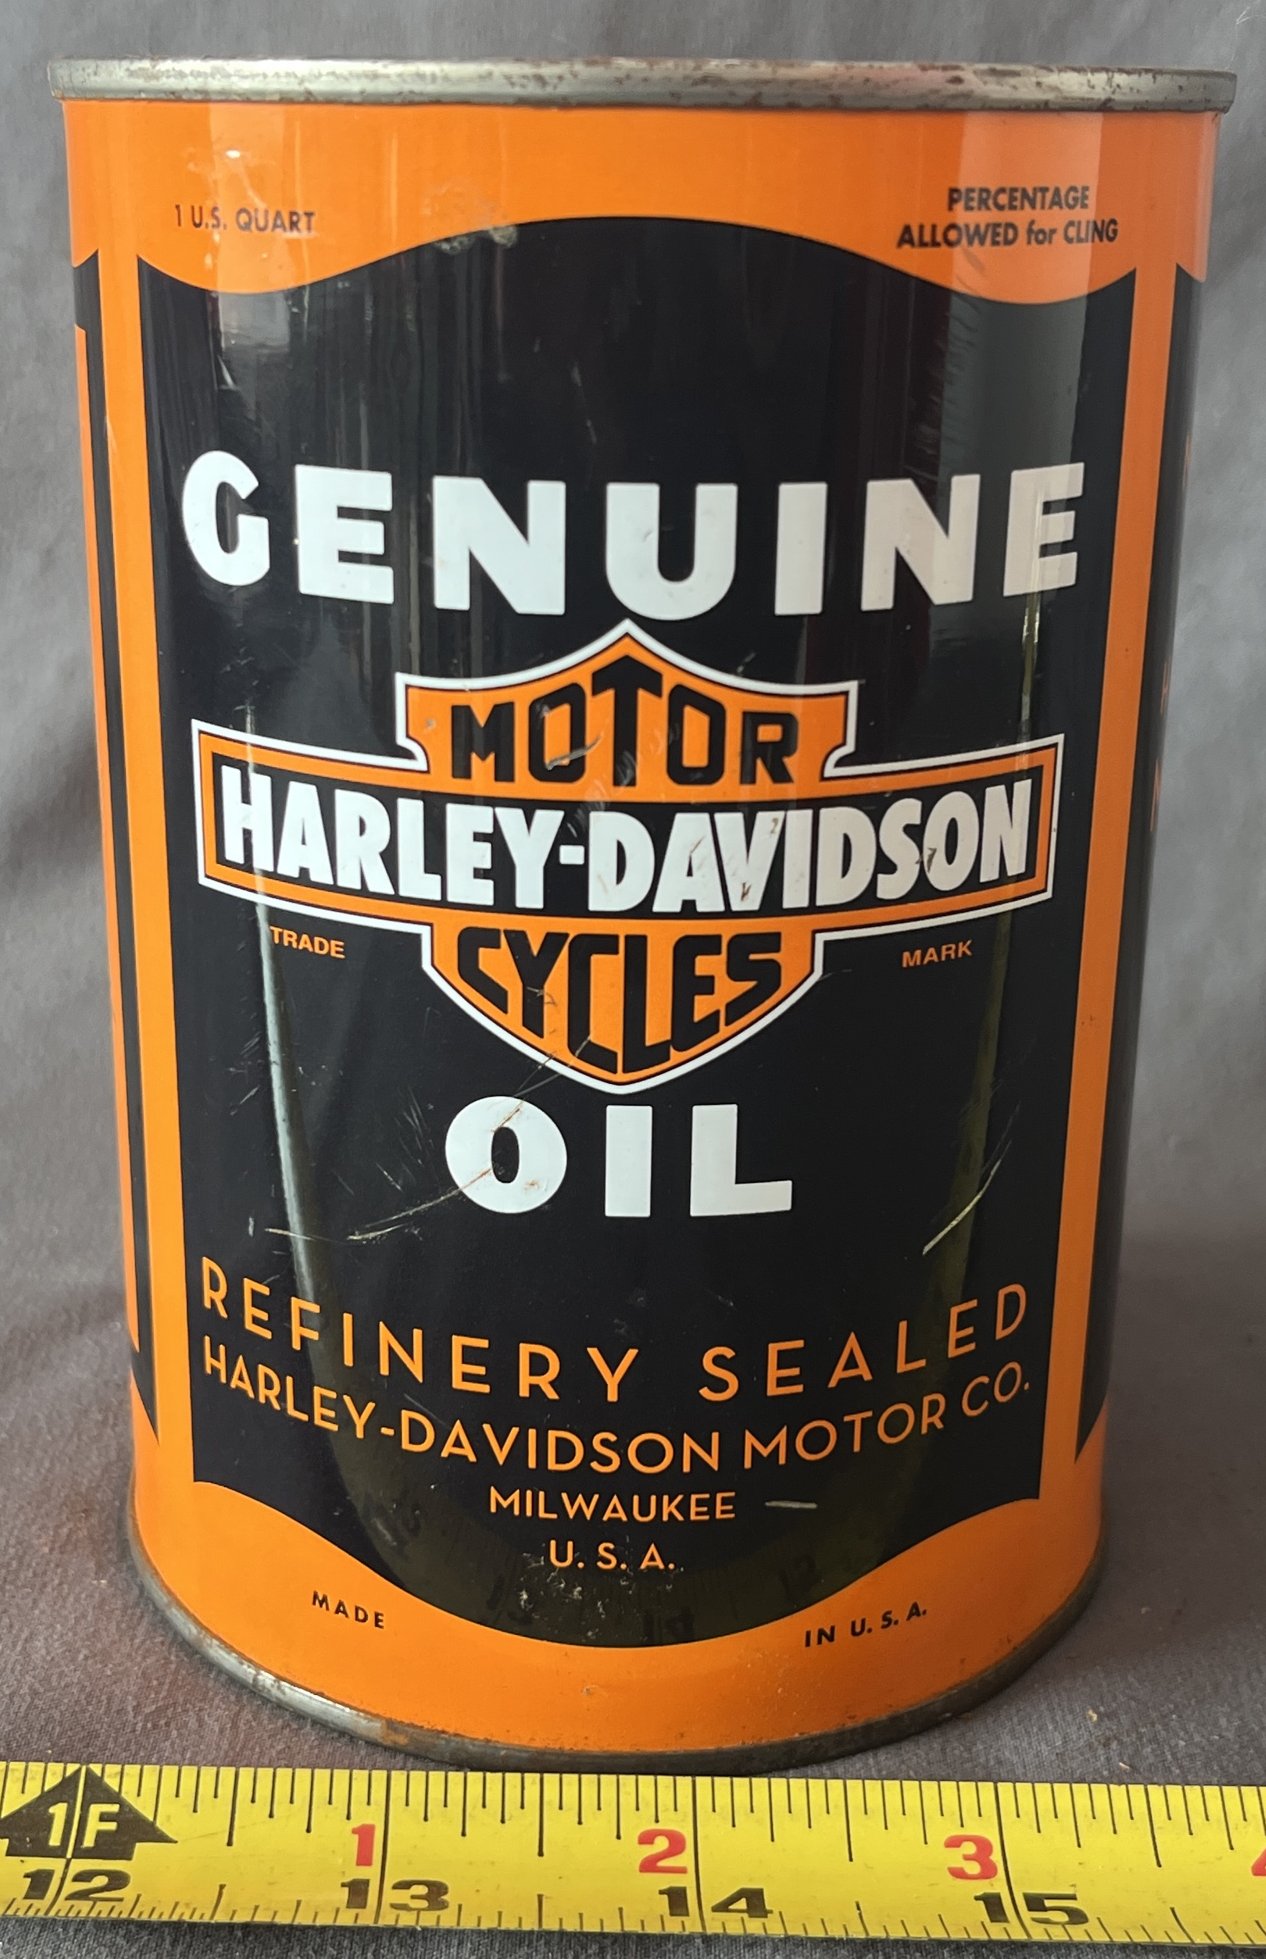 1 U.S. QUART
PERCENTAGE
ALLOWED for CLING
GENUINE
MOTOR
HARLEY-DAVIDSON
CYCLES
TRADE
MARK
OIL
REFINERY SEALED
HARLEY-DAVIDSON MOTOR CO.
MILWAUKEE
U. S. A.
MADE
IN U. S. A.
1F 1 2 3
12 13 14 15